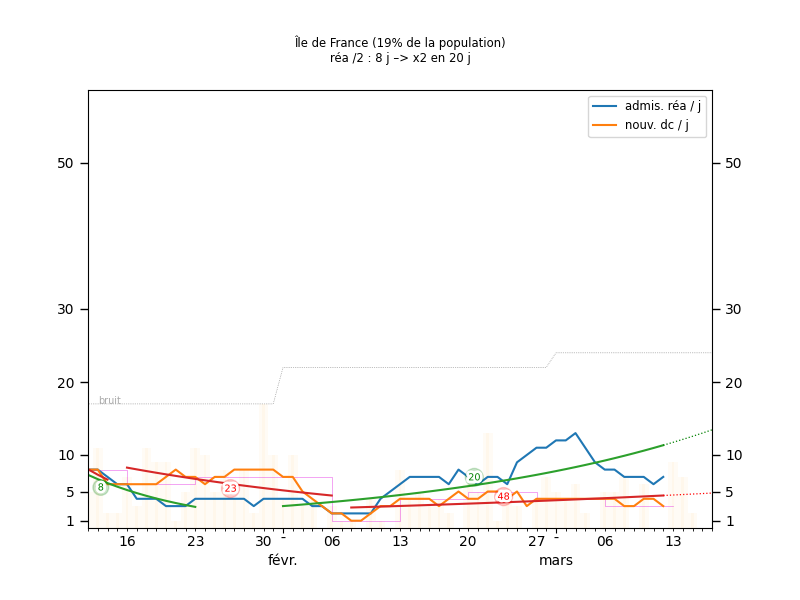 Île de France (19% de la population)
réa /2 : 8 j –> x2 en 20 j
admis. réa / j
nouv. dc / j
50 50
30 30
20 20
bruit
10 10
8 23 20 48
5 5
1 1
16 23 30 - 06 13 20 27 - 06 13
févr. mars